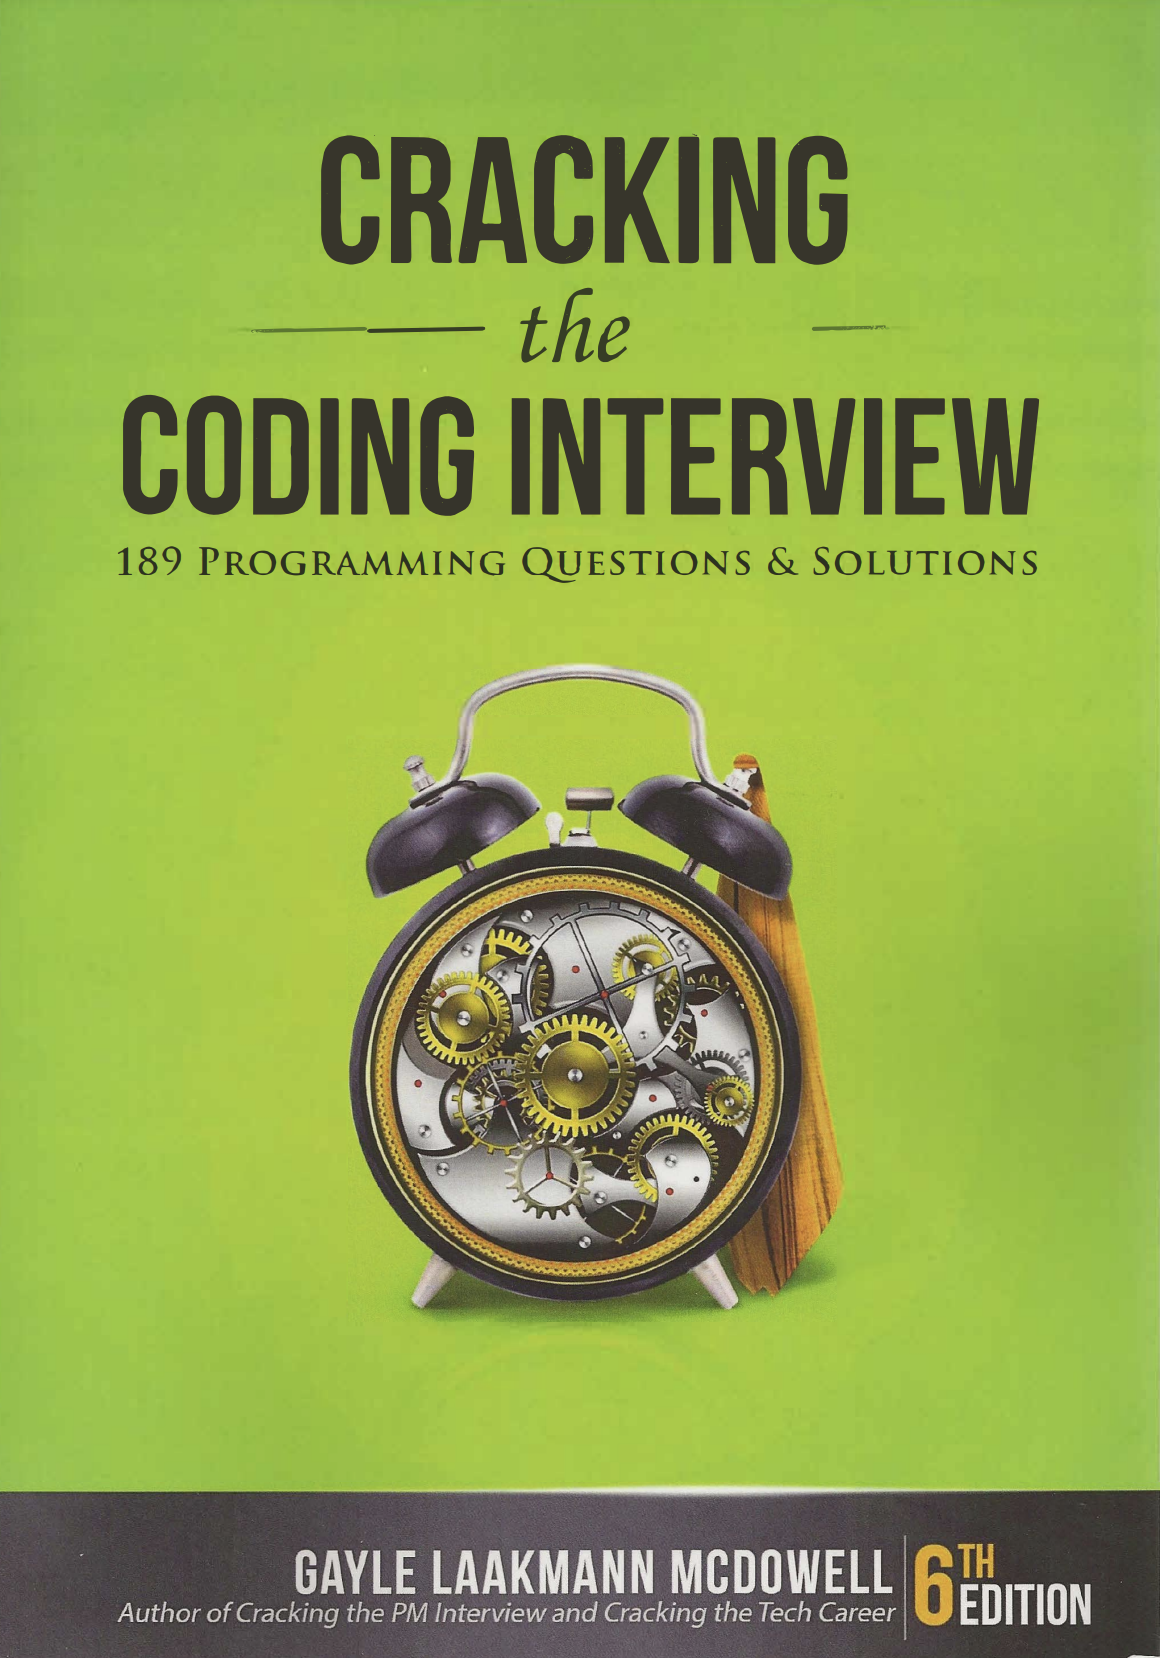 CRACKING
the
CODING INTERVIEW
189 PROGRAMMING QUESTIONS & SOLUTIONS
GAYLE LAAKMANN MCDOWELL
Author of Cracking the PM Interview and Cracking the Tech Career
6TH
EDITION